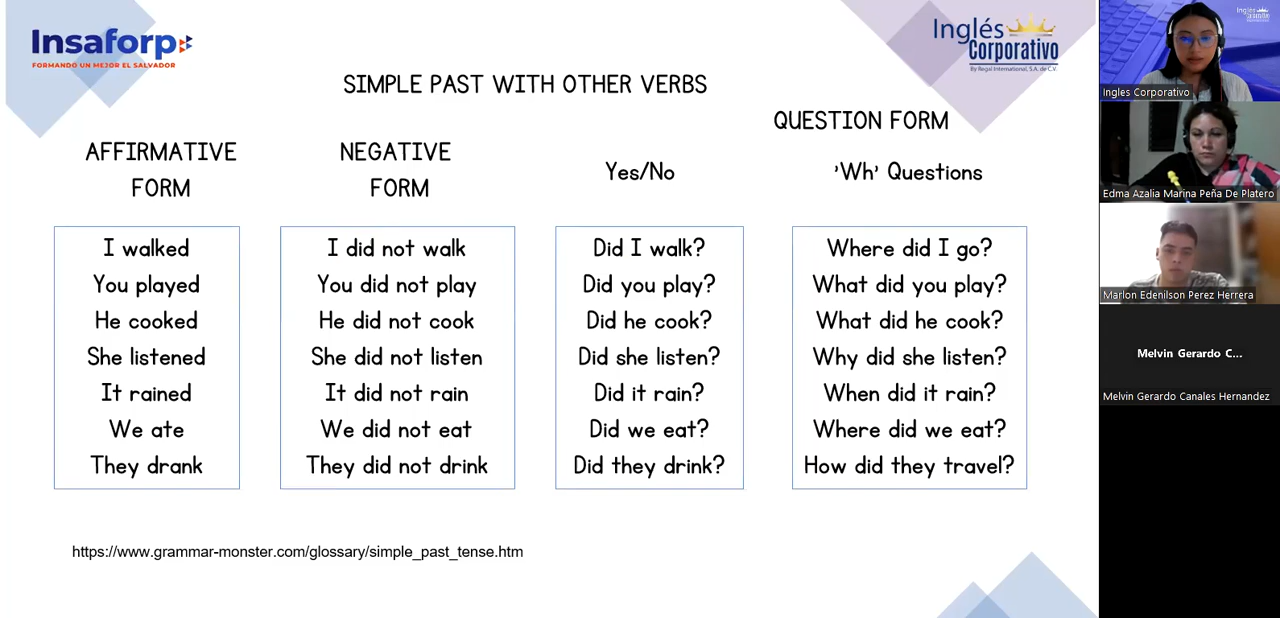 Insaforp
FORMANDO UN MEJOR EL SALVADOR
Inglés
Corporativo
By Regal International, S.A. de C.V.
SIMPLE PAST WITH OTHER VERBS
QUESTION FORM
AFFIRMATIVE
FORM
NEGATIVE
FORM
Yes/No
'Wh' Questions
I walked
You played
He cooked
She listened
It rained
We ate
They drank
I did not walk
You did not play
He did not cook
She did not listen
It did not rain
We did not eat
They did not drink
Did I walk?
Did you play?
Did he cook?
Did she listen?
Did it rain?
Did we eat?
Did they drink?
Where did I go?
What did you play?
What did he cook?
Why did she listen?
When did it rain?
Where did we eat?
How did they travel?
https://www.grammar-monster.com/glossary/simple_past_tense.htm
Inglés
Corporativo
Ingles Corporativo
Edma Azalia Marina Peña De Platero
Marlon Edenilson Perez Herrera
Melvin Gerardo C...
Melvin Gerardo Canales Hernandez